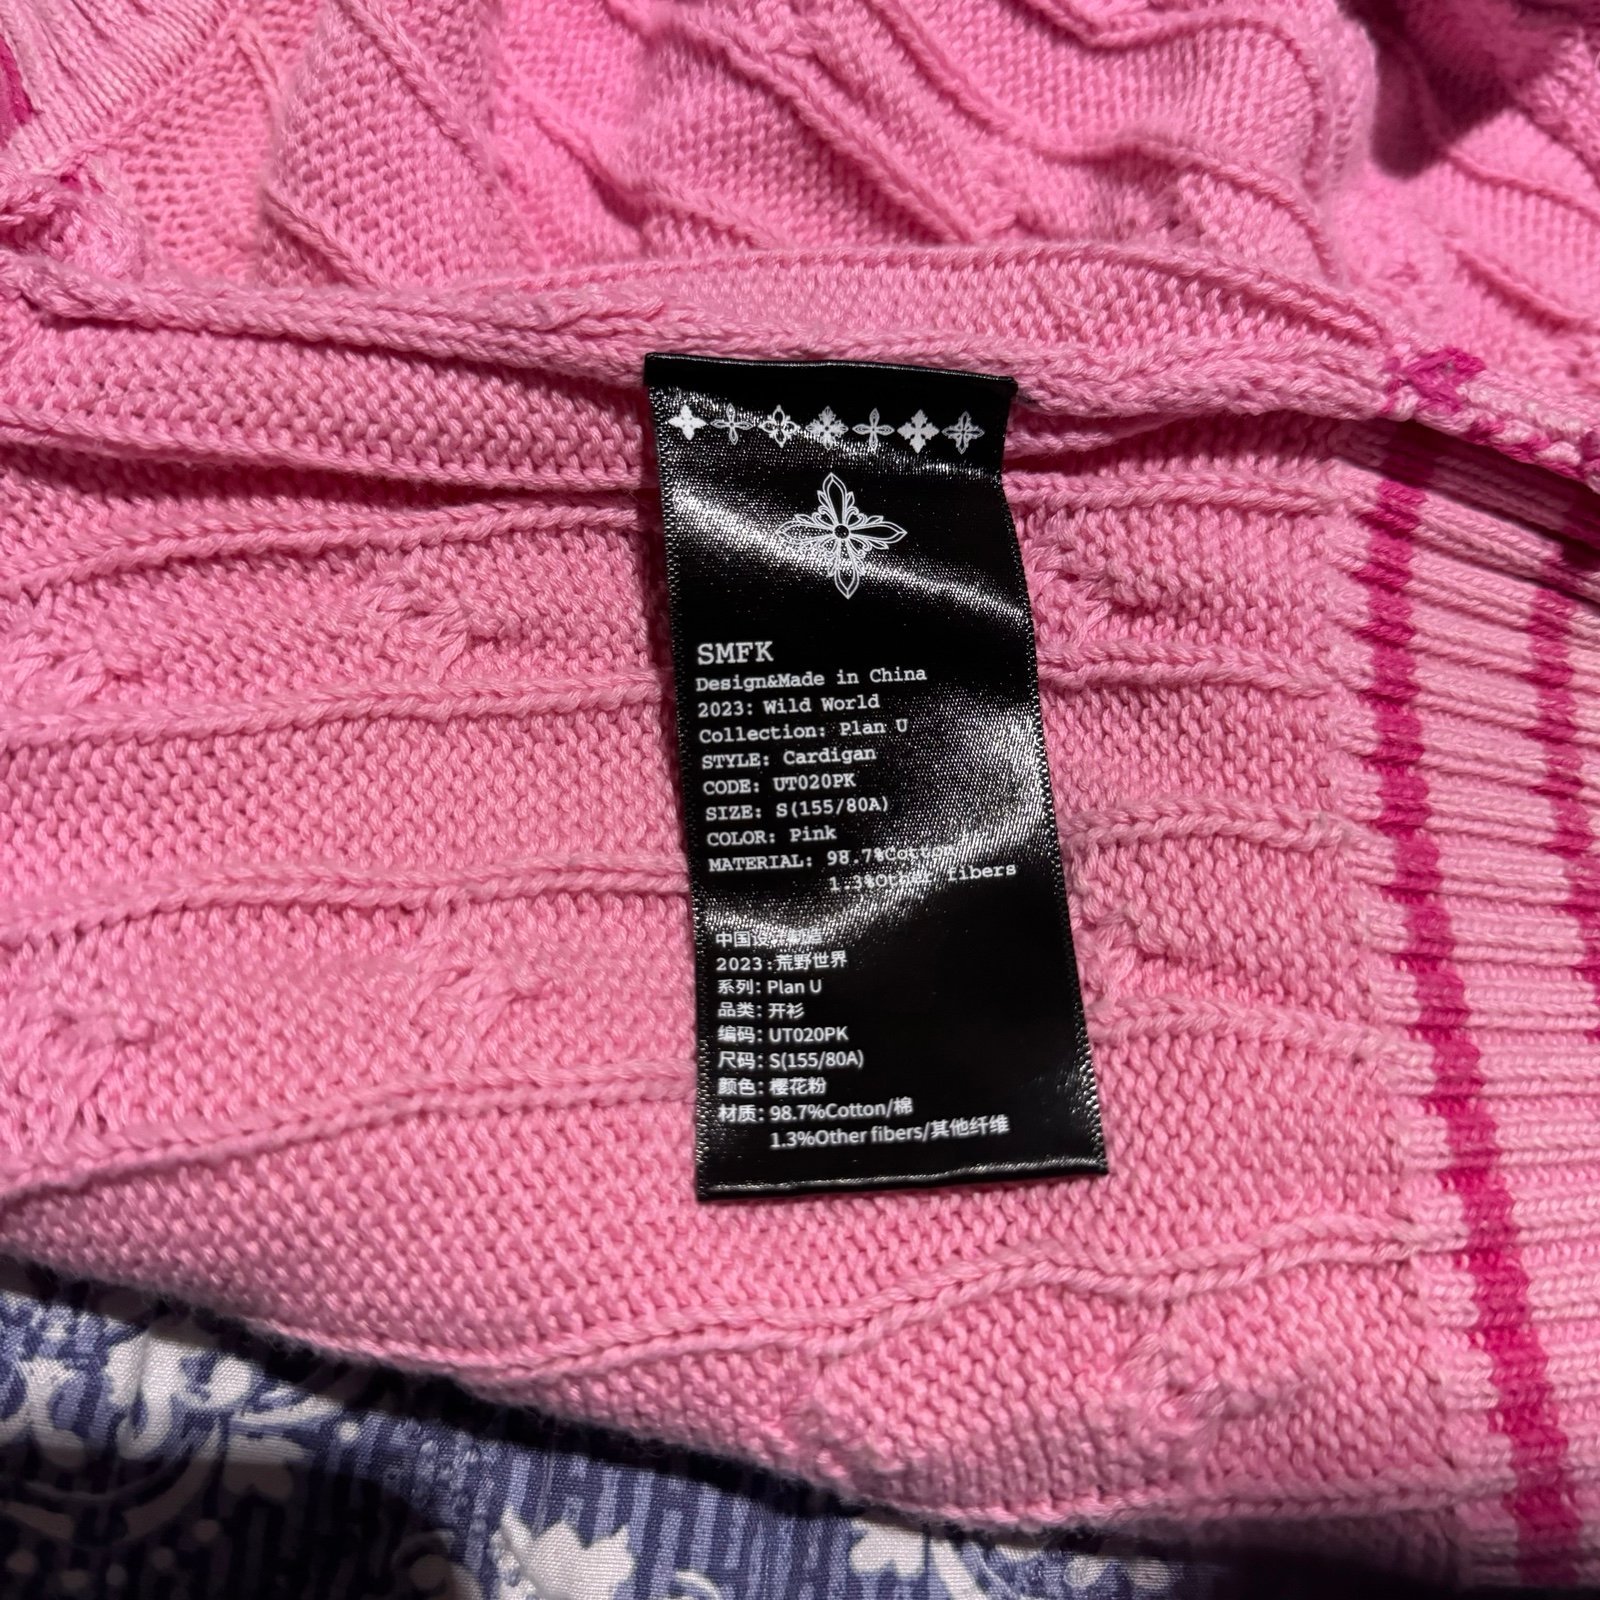 SMFK
Design&Made in China
2023: Wild World
Collection: Plan U
STYLE: Cardigan
CODE: UT020PK
SIZE: S(155/80A)
COLOR: Pink
MATERIAL: 98.7%Cotton
1.3%Other fibers
中国设计制造
2023:荒野世界
系列: Plan U
品类: 开衫
编码: UT020PK
尺码: S(155/80A)
颜色: 樱花粉
材质: 98.7%Cotton/棉
1.3%Other fibers/其他纤维